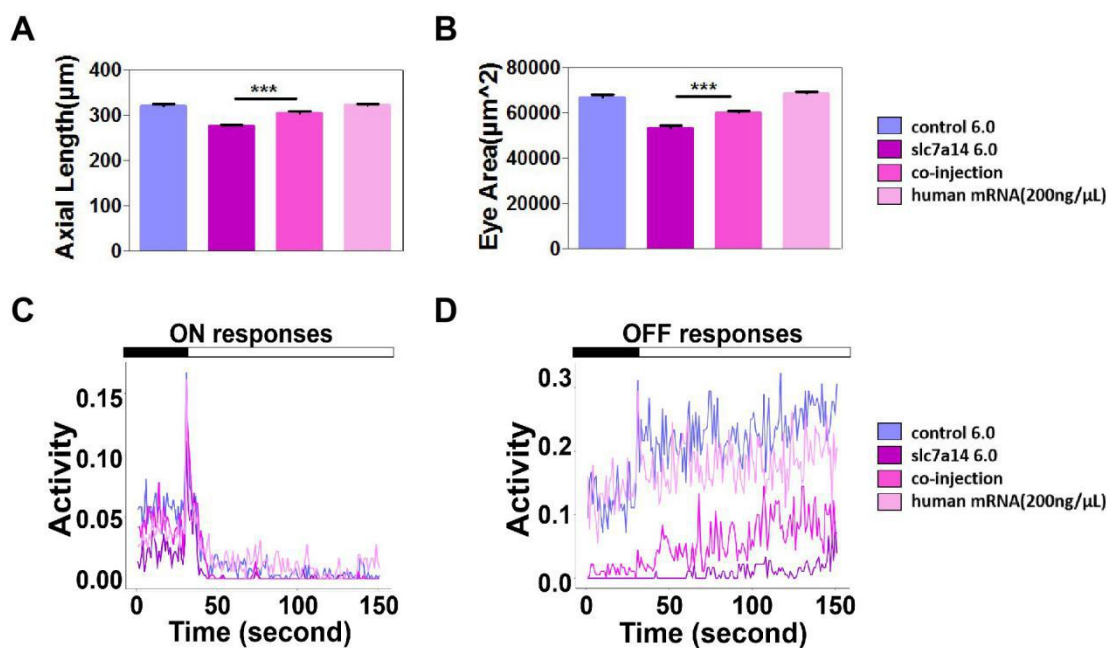 A
Axial Length(µm)
400
300
200
100
0
***
B
Eye Area(µm^2)
80000
60000
40000
20000
0
***
control 6.0
slc7a14 6.0
co-injection
human mRNA(200ng/µL)
C
ON responses
Activity
0.15
0.10
0.05
0.00
0
50
100
150
Time (second)
D
OFF responses
Activity
0.3
0.2
0.1
0.0
0
50
100
150
Time (second)
control 6.0
slc7a14 6.0
co-injection
human mRNA(200ng/µL)